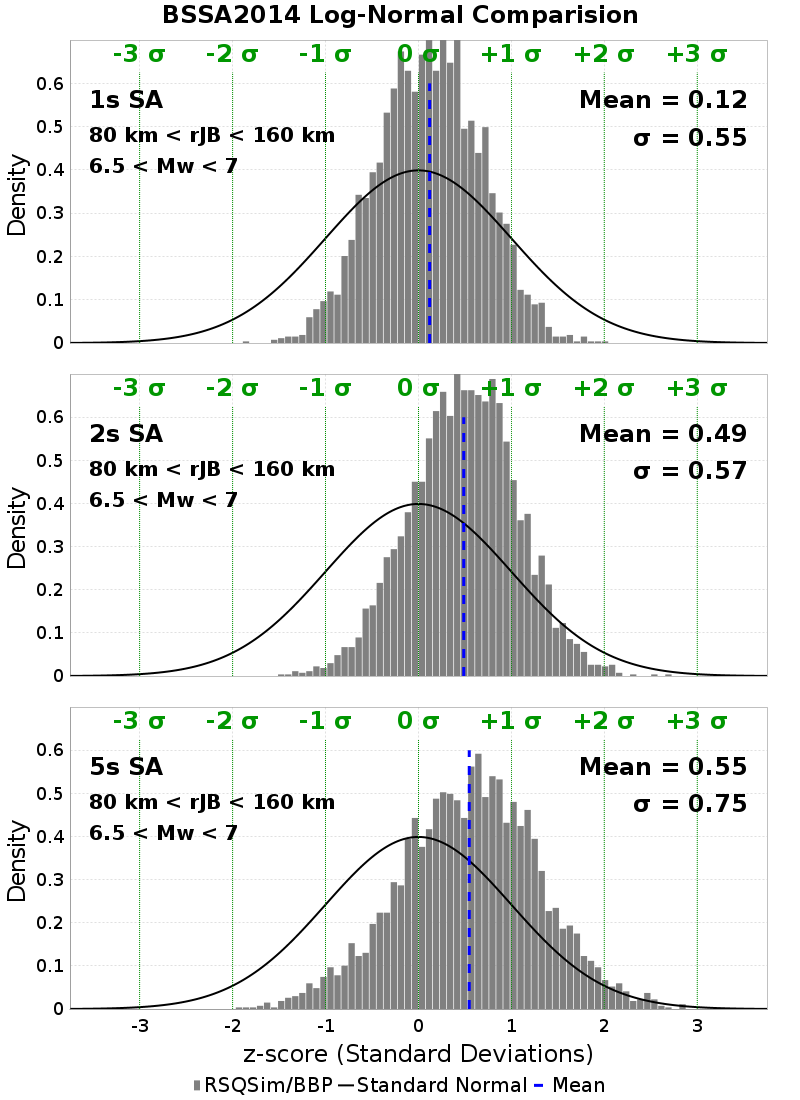 BSSA2014 Log-Normal Comparision
-3 σ -2 σ -1 σ 0 σ +1 σ +2 σ +3 σ
1s SA Mean = 0.12
80 km < rJB < 160 km σ = 0.55
6.5 < Mw < 7
Density
0.6
0.5
0.4
0.3
0.2
0.1
0
-3 σ -2 σ -1 σ 0 σ +1 σ +2 σ +3 σ
2s SA Mean = 0.49
80 km < rJB < 160 km σ = 0.57
6.5 < Mw < 7
Density
0.6
0.5
0.4
0.3
0.2
0.1
0
-3 σ -2 σ -1 σ 0 σ +1 σ +2 σ +3 σ
5s SA Mean = 0.55
80 km < rJB < 160 km σ = 0.75
6.5 < Mw < 7
Density
0.6
0.5
0.4
0.3
0.2
0.1
0
-3 -2 -1 0 1 2 3
z-score (Standard Deviations)
RSQSim/BBP Standard Normal Mean